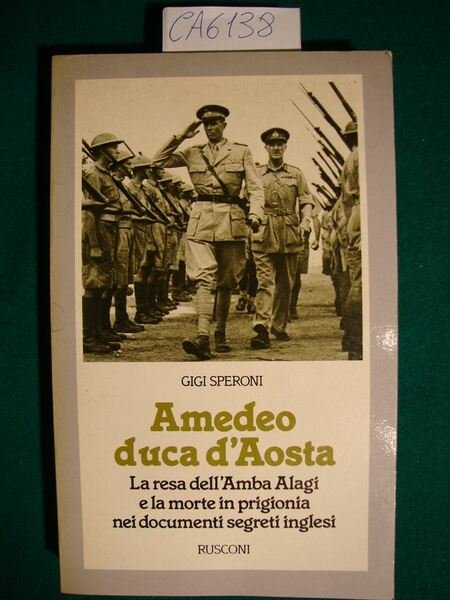 CA6138
GIGI SPERONI
Amedeo
duca d'Aosta
La resa dell'Amba Alagi
e la morte in prigionia
nei documenti segreti inglesi
RUSCONI